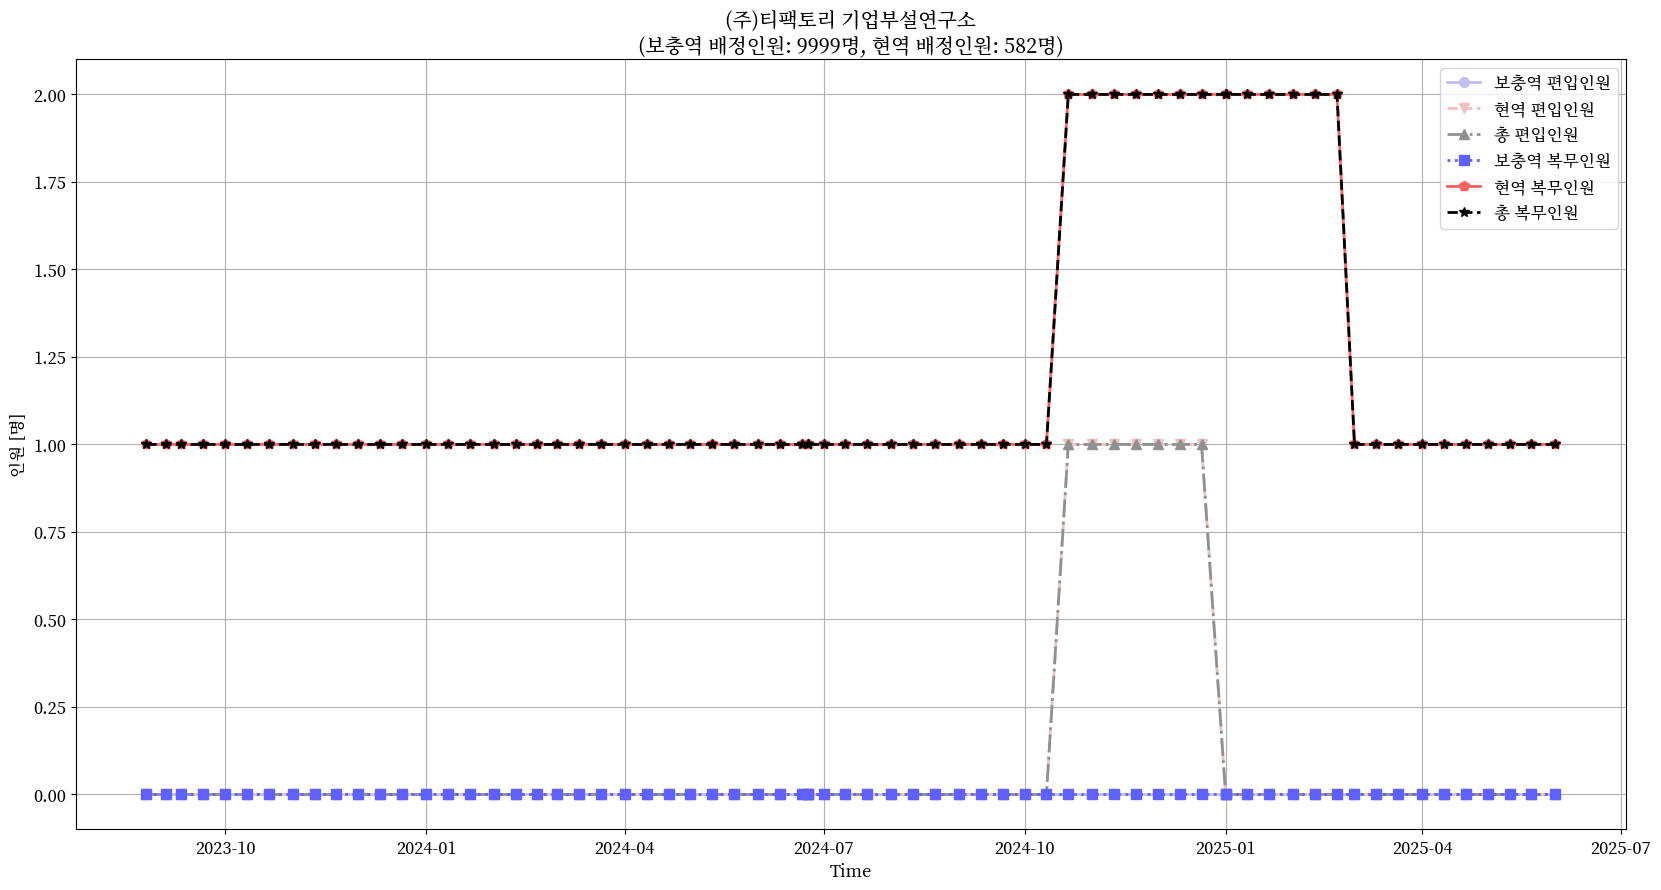 (주)티팩토리 기업부설연구소
(보충역 배정인원: 9999명, 현역 배정인원: 582명)
보충역 편입인원
현역 편입인원
총 편입인원
보충역 복무인원
현역 복무인원
총 복무인원
인원 [명]
2.00
1.75
1.50
1.25
1.00
0.75
0.50
0.25
0.00
2023-10
2024-01
2024-04
2024-07
2024-10
2025-01
2025-04
2025-07
Time